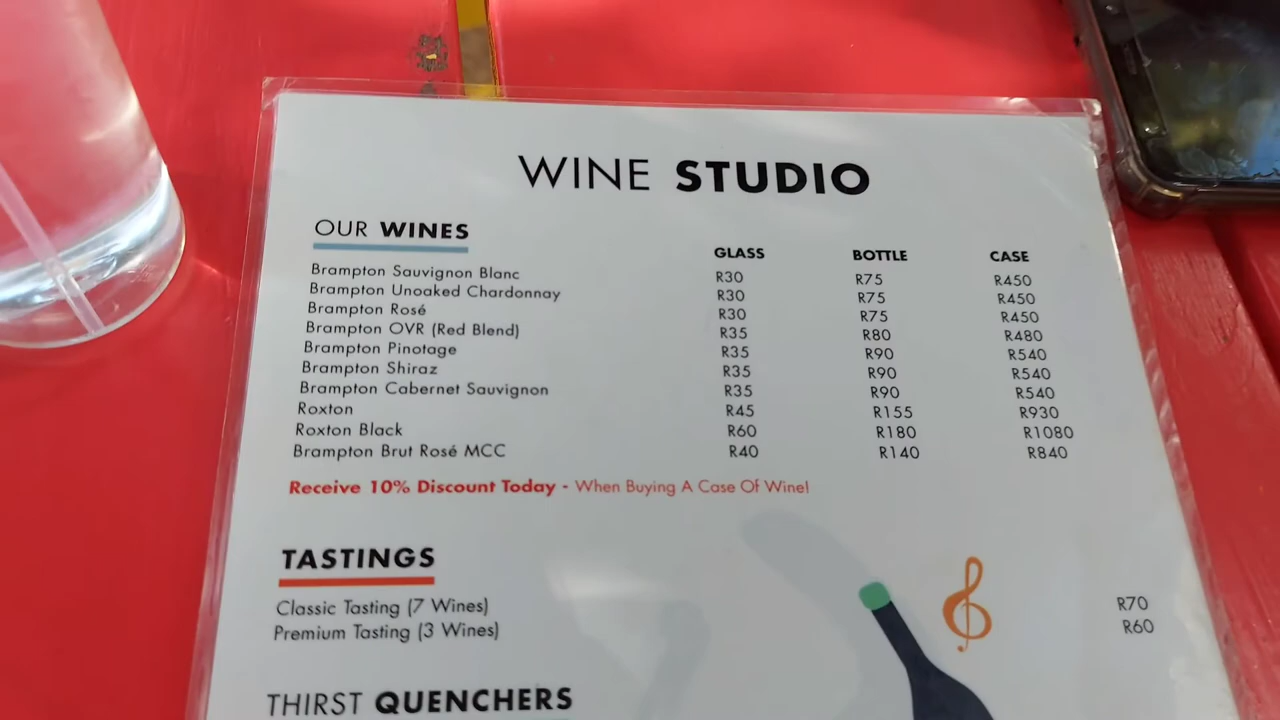 WINE STUDIO
OUR WINES
GLASS BOTTLE CASE
Brampton Sauvignon Blanc R30 R75 R450
Brampton Unoaked Chardonnay R30 R75 R450
Brampton Rosé R30 R75 R450
Brampton OVR (Red Blend) R35 R80 R480
Brampton Pinotage R35 R90 R540
Brampton Shiraz R35 R90 R540
Brampton Cabernet Sauvignon R35 R90 R540
Roxton R45 R155 R930
Roxton Black R60 R180 R1080
Brampton Brut Rosé MCC R40 R140 R840
Receive 10% Discount Today - When Buying A Case Of Wine!
TASTINGS
Classic Tasting (7 Wines) R70
Premium Tasting (3 Wines) R60
THIRST QUENCHERS